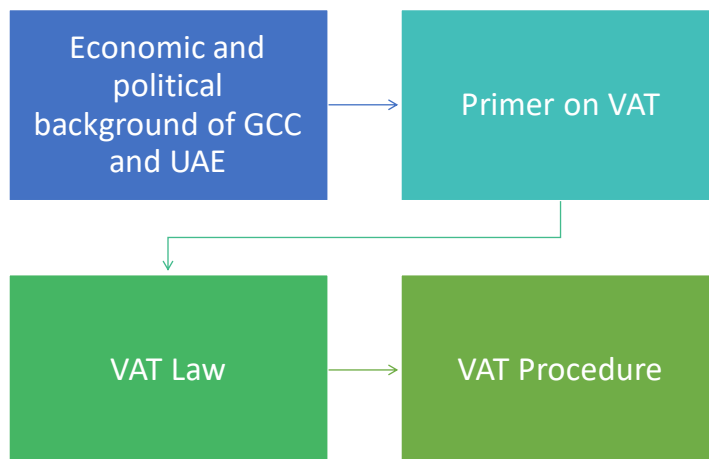 Economic and
political
background of GCC
and UAE
Primer on VAT
VAT Law
VAT Procedure